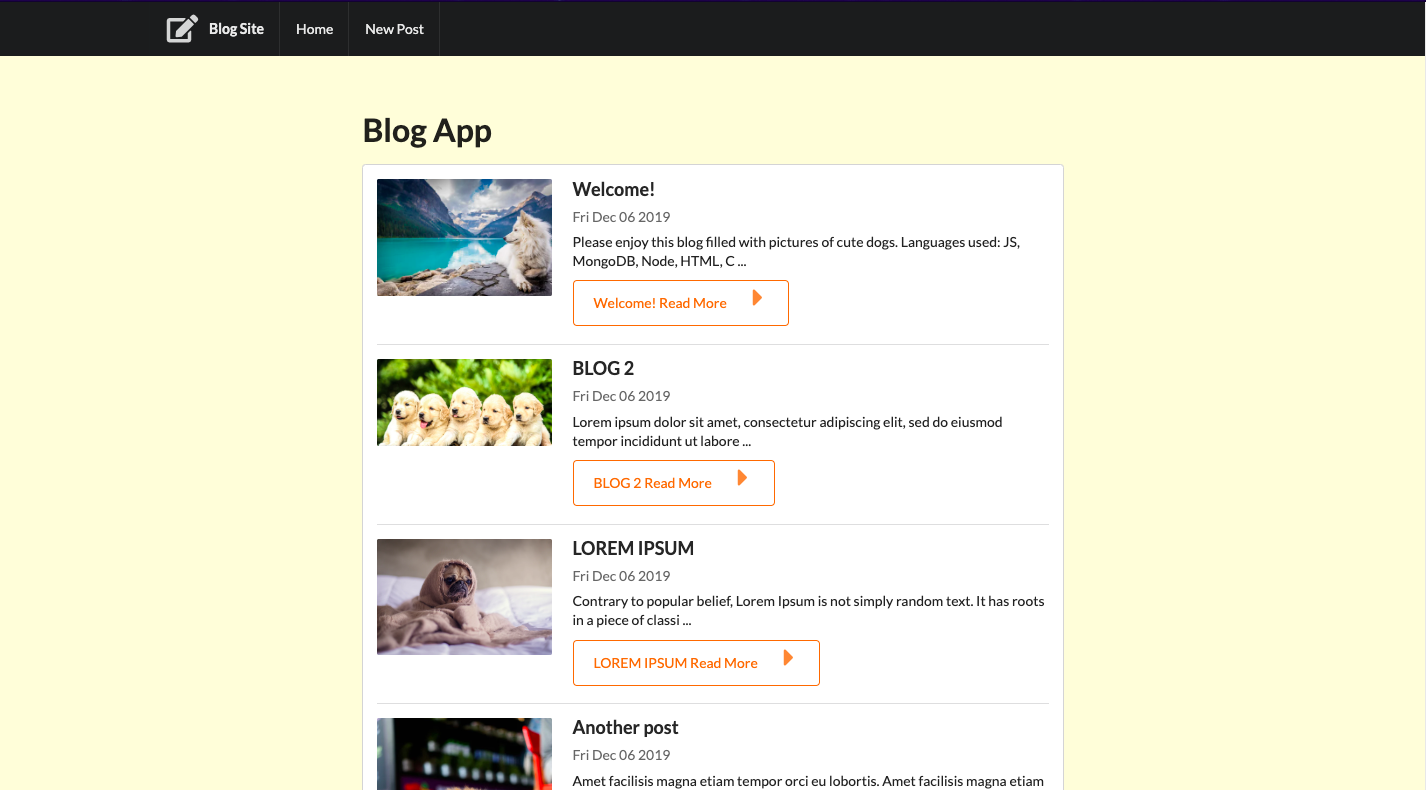 Blog Site Home New Post
Blog App
Welcome!
Fri Dec 06 2019
Please enjoy this blog filled with pictures of cute dogs. Languages used: JS,
MongoDB, Node, HTML, C ...
Welcome! Read More
BLOG 2
Fri Dec 06 2019
Lorem ipsum dolor sit amet, consectetur adipiscing elit, sed do eiusmod
tempor incididunt ut labore ...
BLOG 2 Read More
LOREM IPSUM
Fri Dec 06 2019
Contrary to popular belief, Lorem Ipsum is not simply random text. It has roots
in a piece of classi ...
LOREM IPSUM Read More
Another post
Fri Dec 06 2019
Amet facilisis magna etiam tempor orci eu lobortis. Amet facilisis magna etiam